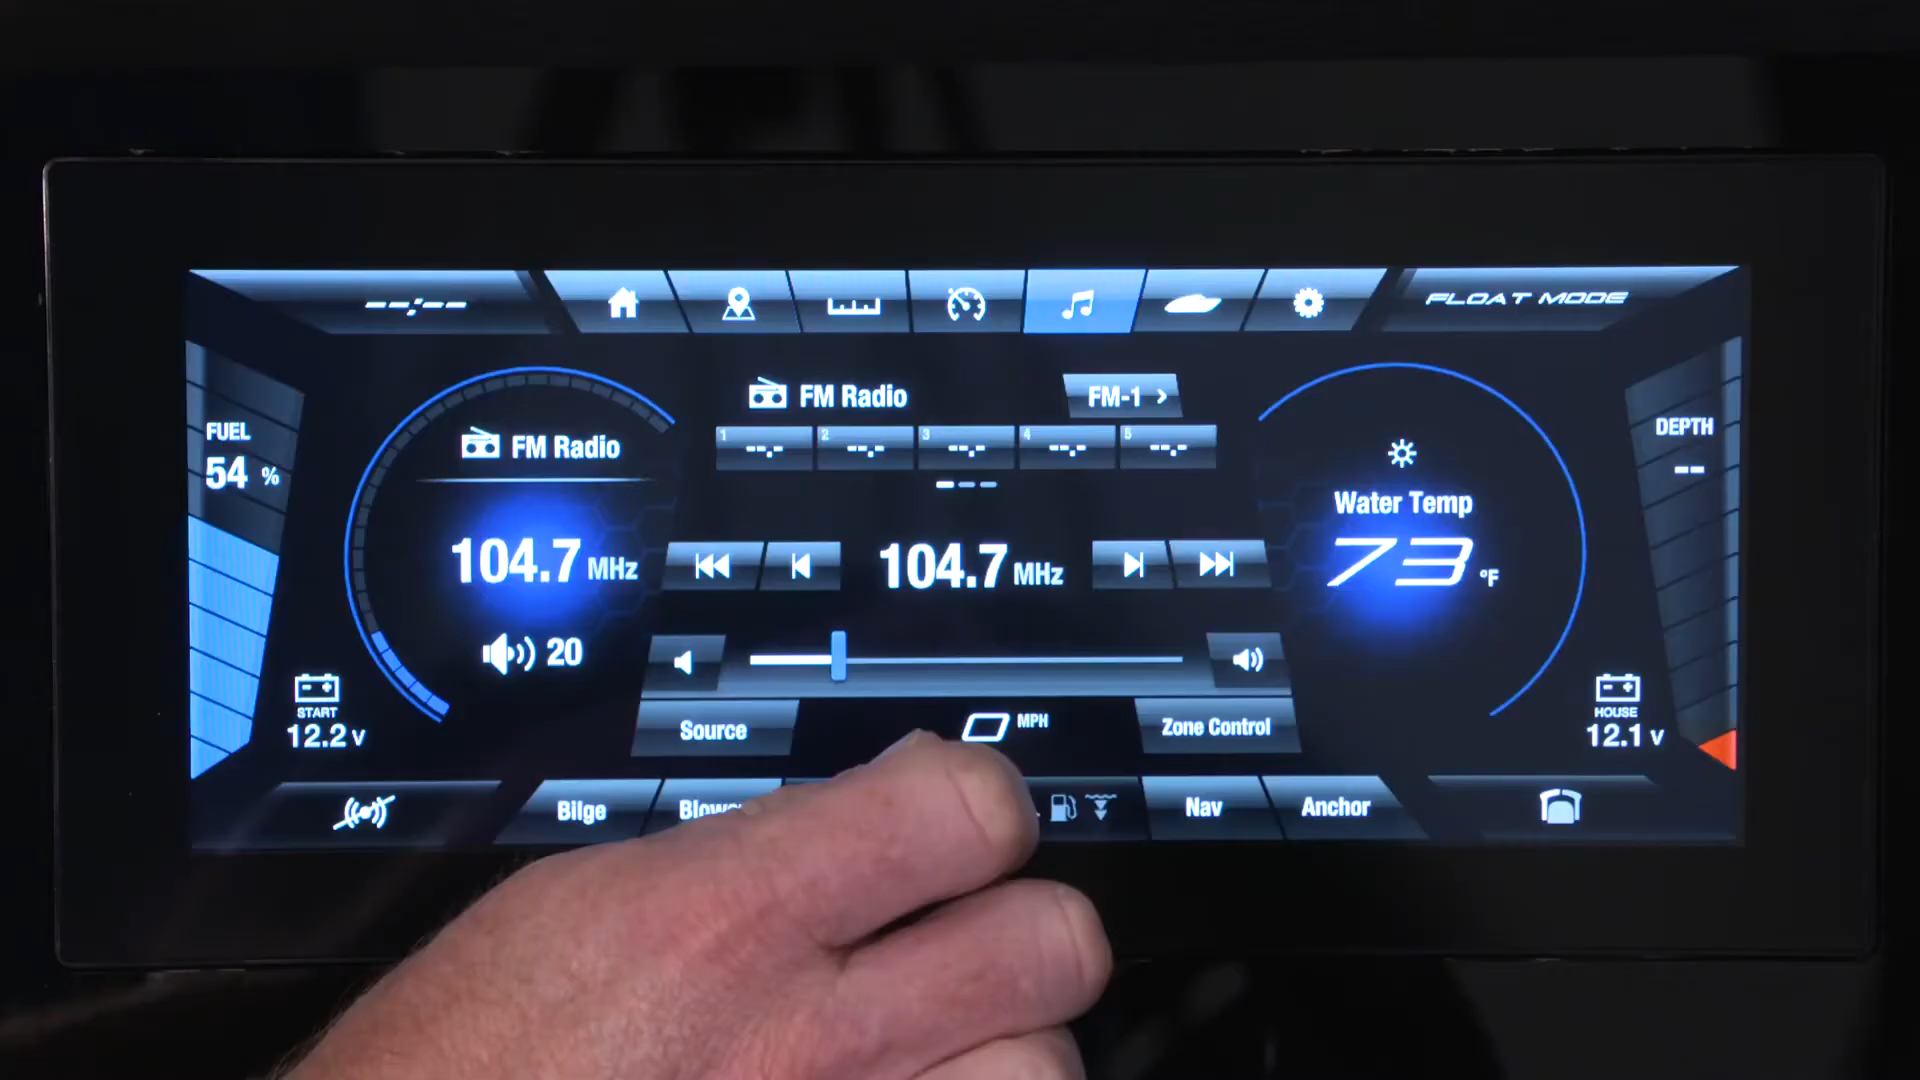 --:--
FLOAT MODE
FM Radio
FM-1 >
1 --.-
2 --.-
3 --.-
4 --.-
5 --.-
FUEL
54 %
FM Radio
104.7 MHz
20
104.7 MHz
Water Temp
73 °F
DEPTH
--
START
12.2 V
HOUSE
12.1 V
Source
0 MPH
Zone Control
Bilge
Nav
Anchor